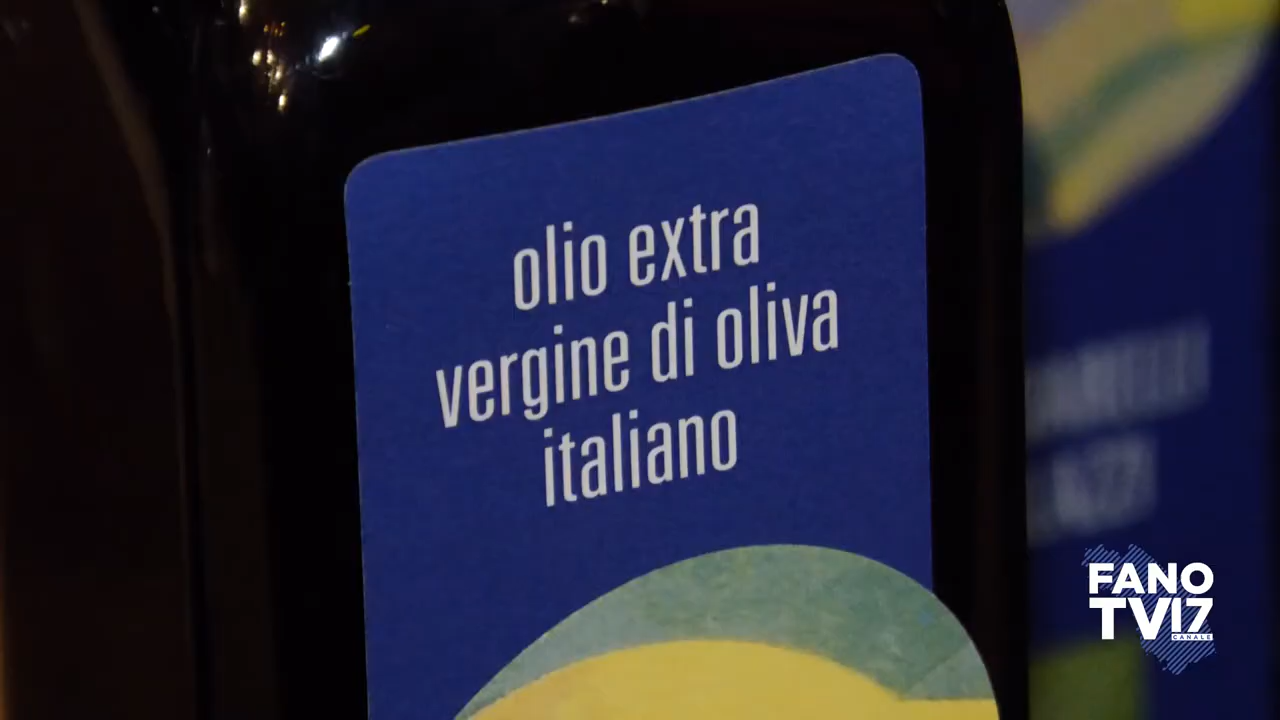 olio extra
vergine di oliva
italiano
FANO
TV17
CANALE